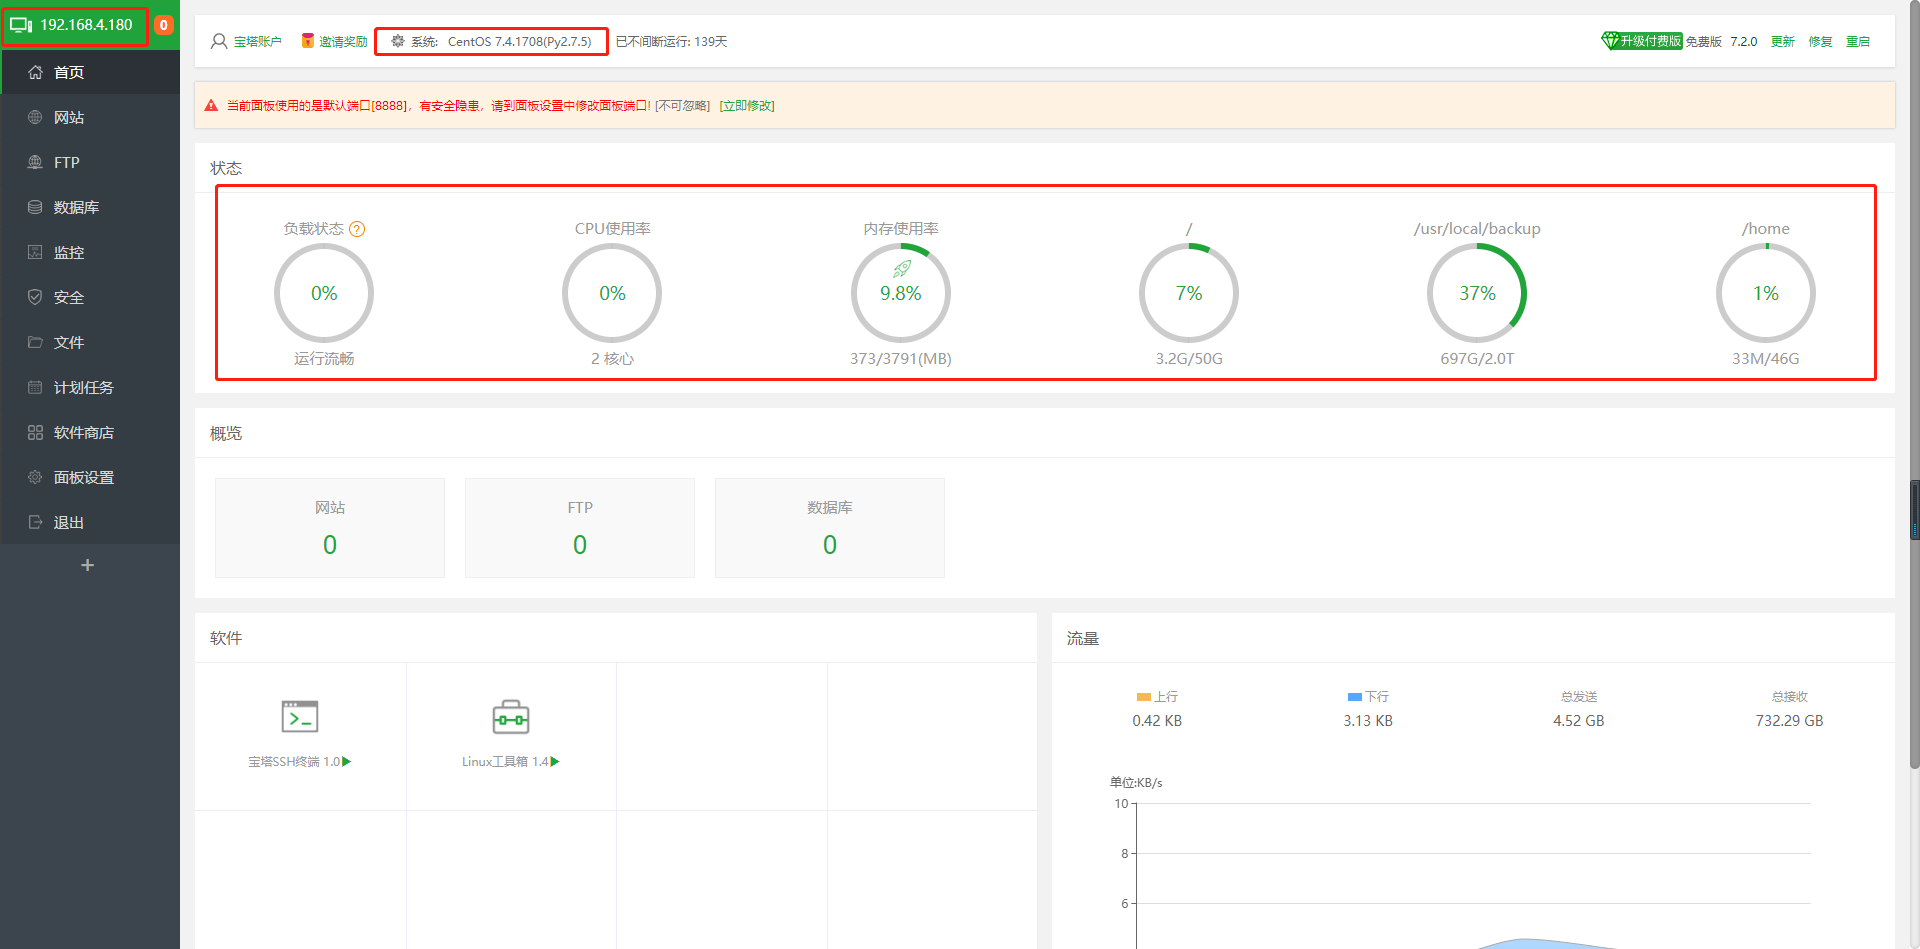 192.168.4.180
0
首页
网站
FTP
数据库
监控
安全
文件
计划任务
软件商店
面板设置
退出
+
宝塔账户 邀请奖励 系统: CentOS 7.4.1708(Py2.7.5) 已不间断运行: 139天
升级付费版 免费版 7.2.0 更新 修复 重启
当前面板使用的是默认端口[8888]，有安全隐患，请到面板设置中修改面板端口! [不可忽略] [立即修改]
状态
负载状态 ?
0%
运行流畅
CPU使用率
0%
2 核心
内存使用率
9.8%
373/3791(MB)
/
7%
3.2G/50G
/usr/local/backup
37%
697G/2.0T
/home
1%
33M/46G
概览
网站
0
FTP
0
数据库
0
软件
宝塔SSH终端 1.0
Linux工具箱 1.4
流量
上行
0.42 KB
下行
3.13 KB
总发送
4.52 GB
总接收
732.29 GB
单位:KB/s
10
8
6